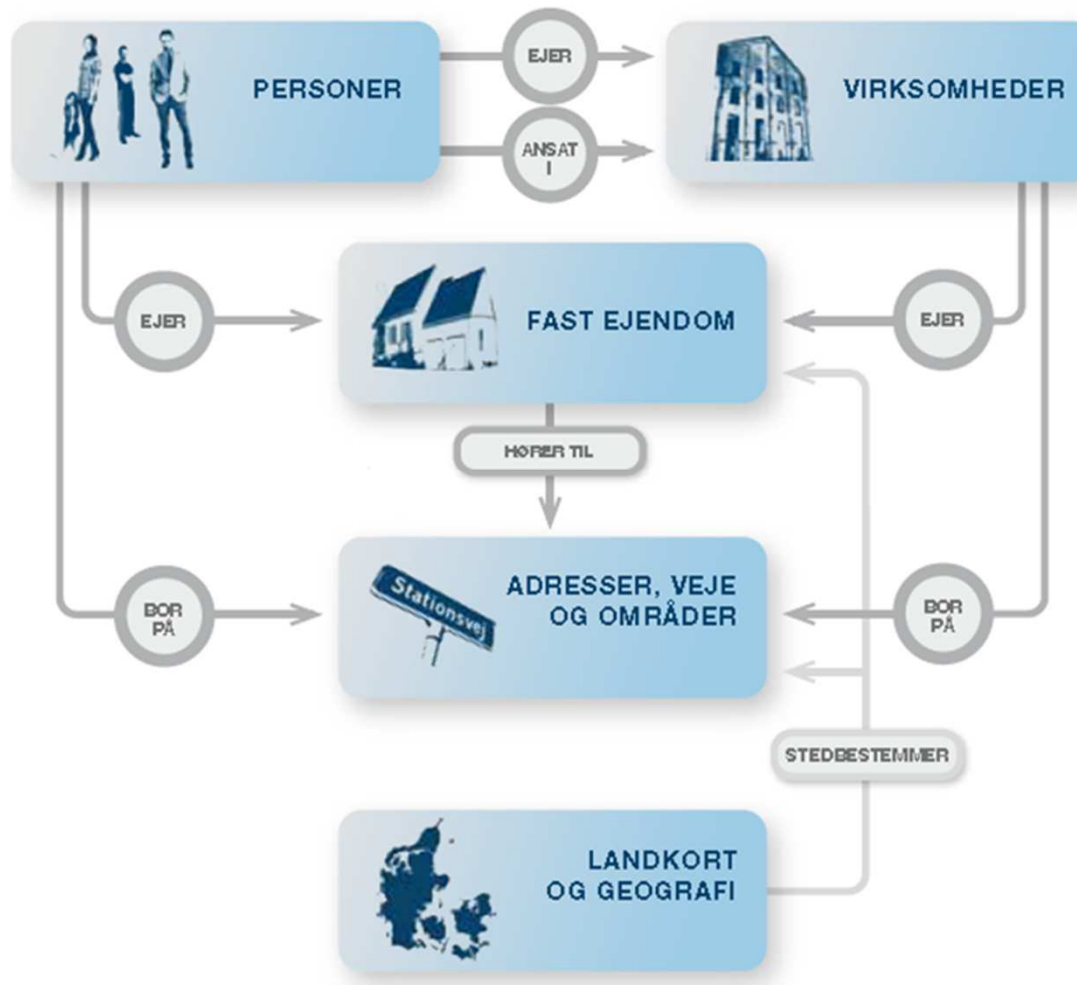 PERSONER
EJER
ANSAT
I
VIRKSOMHEDER
EJER
FAST EJENDOM
EJER
HØRER TIL
BOR
PÅ
Stationsvej
ADRESSER, VEJE
OG OMRÅDER
BOR
PÅ
STEDBESTEMMER
LANDKORT
OG GEOGRAFI